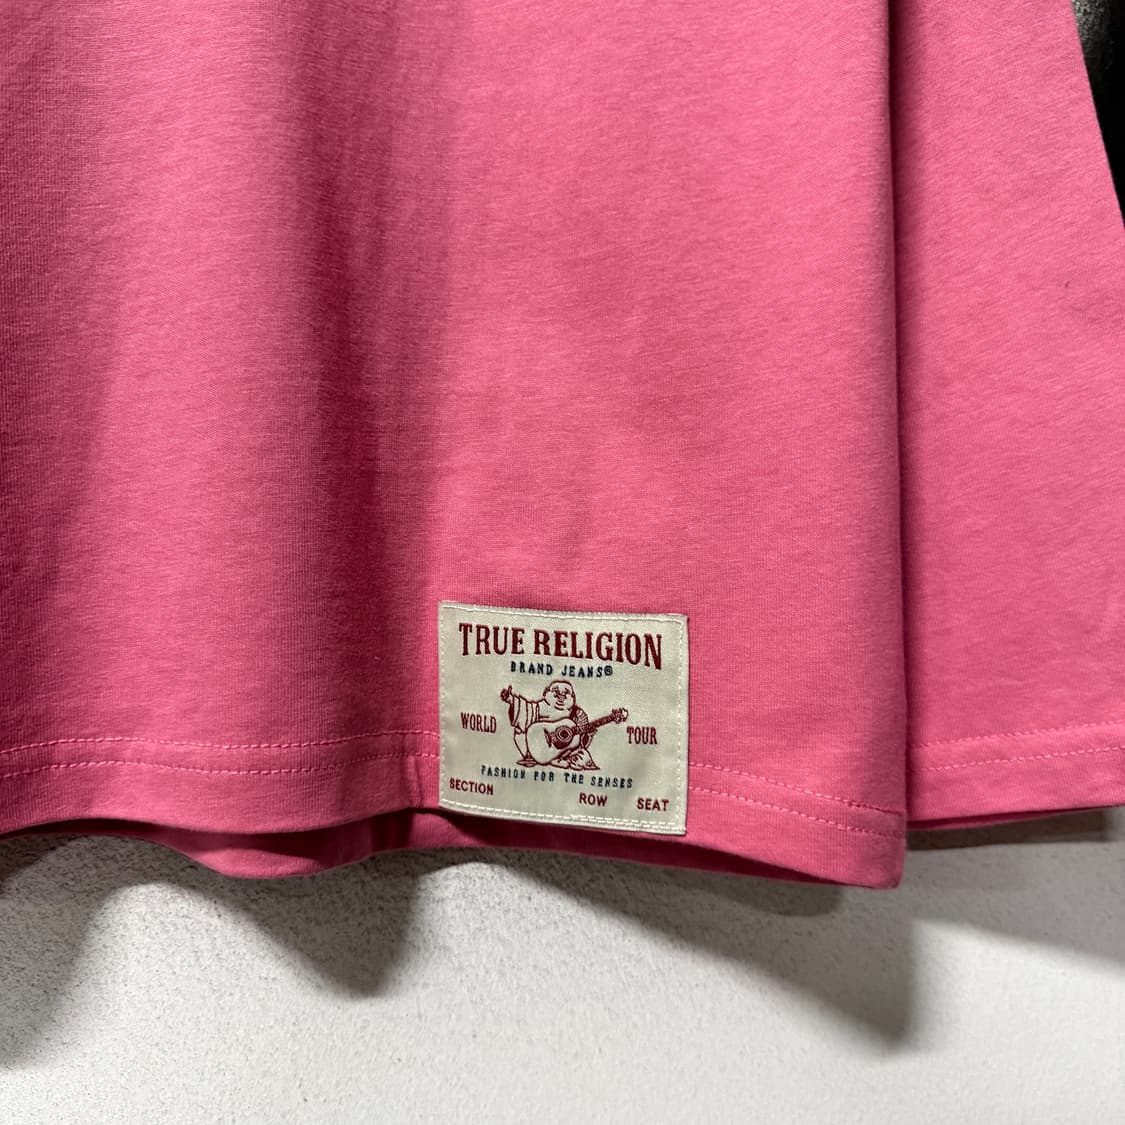 TRUE RELIGION
BRAND JEANS®
WORLD TOUR
FASHION FOR THE SENSES
SECTION ROW SEAT